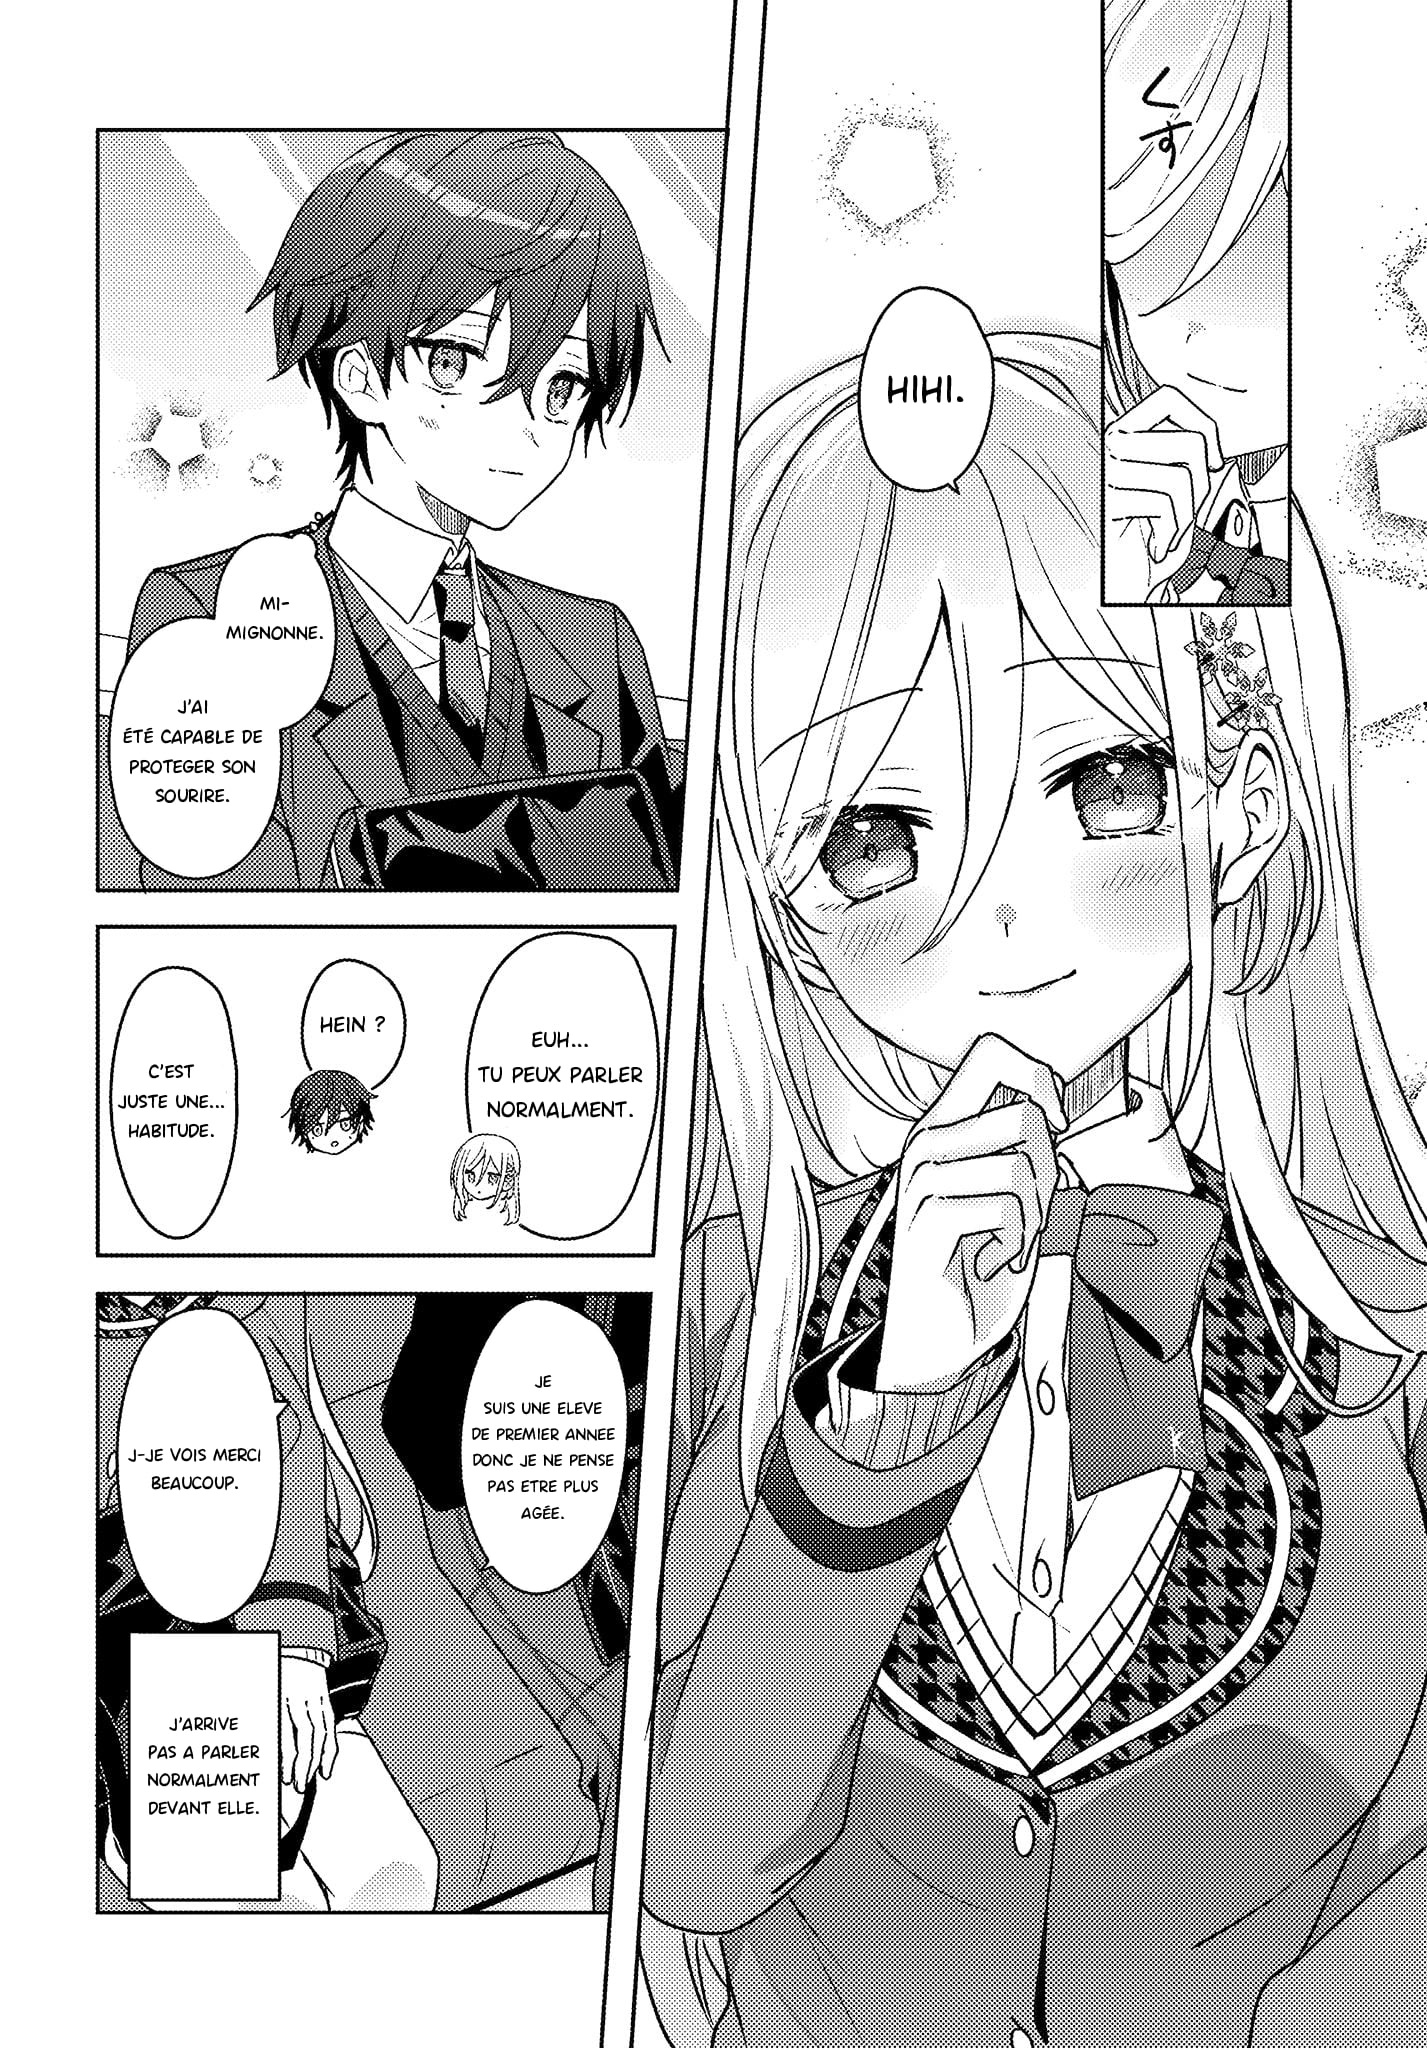 くす
HIHI.
MI-
MIGNONNE.
J'AI
ÉTÉ CAPABLE DE
PROTEGER SON
SOURIRE.
EUH...
TU PEUX PARLER
NORMALMENT.
HEIN ?
C'EST
JUSTE UNE...
HABITUDE.
JE
SUIS UNE ELEVE
DE PREMIER ANNEE
DONC JE NE PENSE
PAS ETRE PLUS
AGÉE.
J-JE VOIS MERCI
BEAUCOUP.
J'ARRIVE
PAS A PARLER
NORMALMENT
DEVANT ELLE.